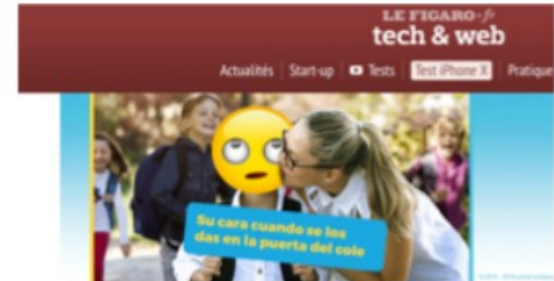 LE FIGARO·fr
tech & web
Actualités Start-up Tests Test iPhone X Pratique
Su cara cuando se los
das en la puerta del cole